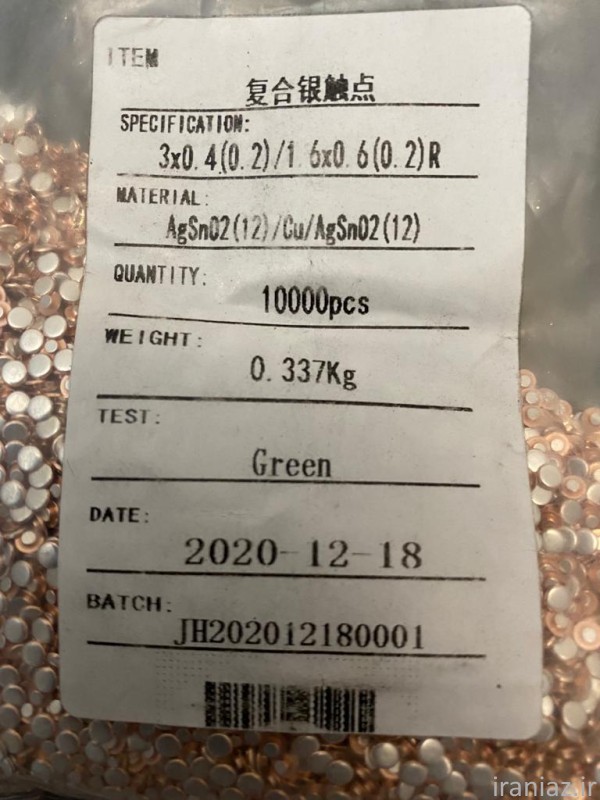 ITEM
复合银触点
SPECIFICATION:
3x0.4(0.2)/1.6x0.6(0.2)R
MATERIAL:
AgSnO2(12)/Cu/AgSnO2(12)
QUANTITY:
10000pcs
WEIGHT:
0.337Kg
TEST:
Green
DATE:
2020-12-18
BATCH:
JH202012180001
iraniaz.ir